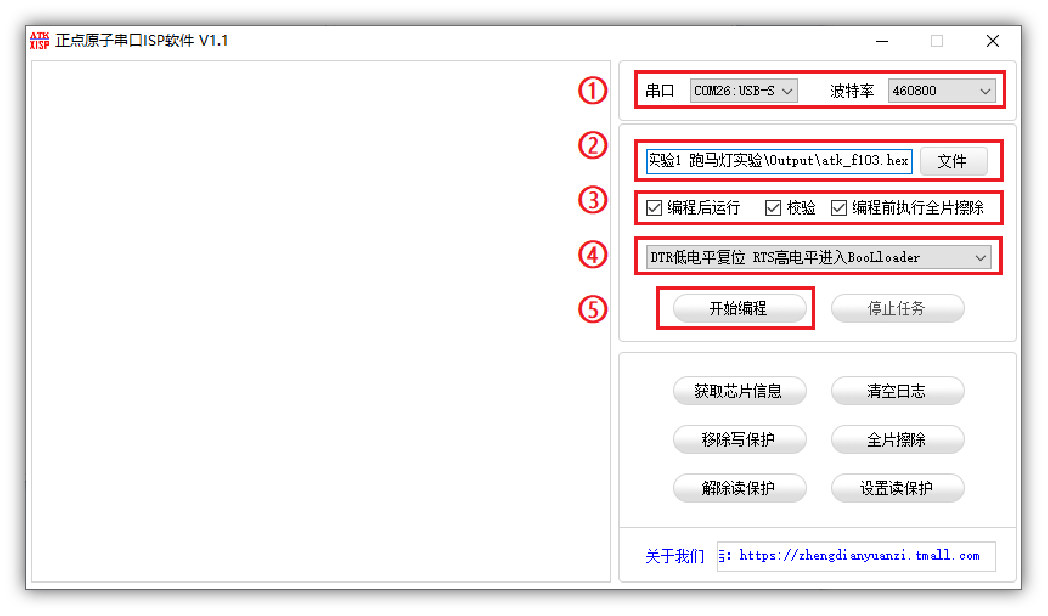 ATK
XISP
正点原子串口ISP软件 V1.1
① 串口 COM26:USB-S 波特率 460800
② 实验1 跑马灯实验\Output\atk_f103.hex 文件
③ 编程后运行 校验 编程前执行全片擦除
④ DTR低电平复位 RTS高电平进入BooLloader
⑤ 开始编程 停止任务
获取芯片信息 清空日志
移除写保护 全片擦除
解除读保护 设置读保护
关于我们 : https://zhengdianyuanzi.tmall.com